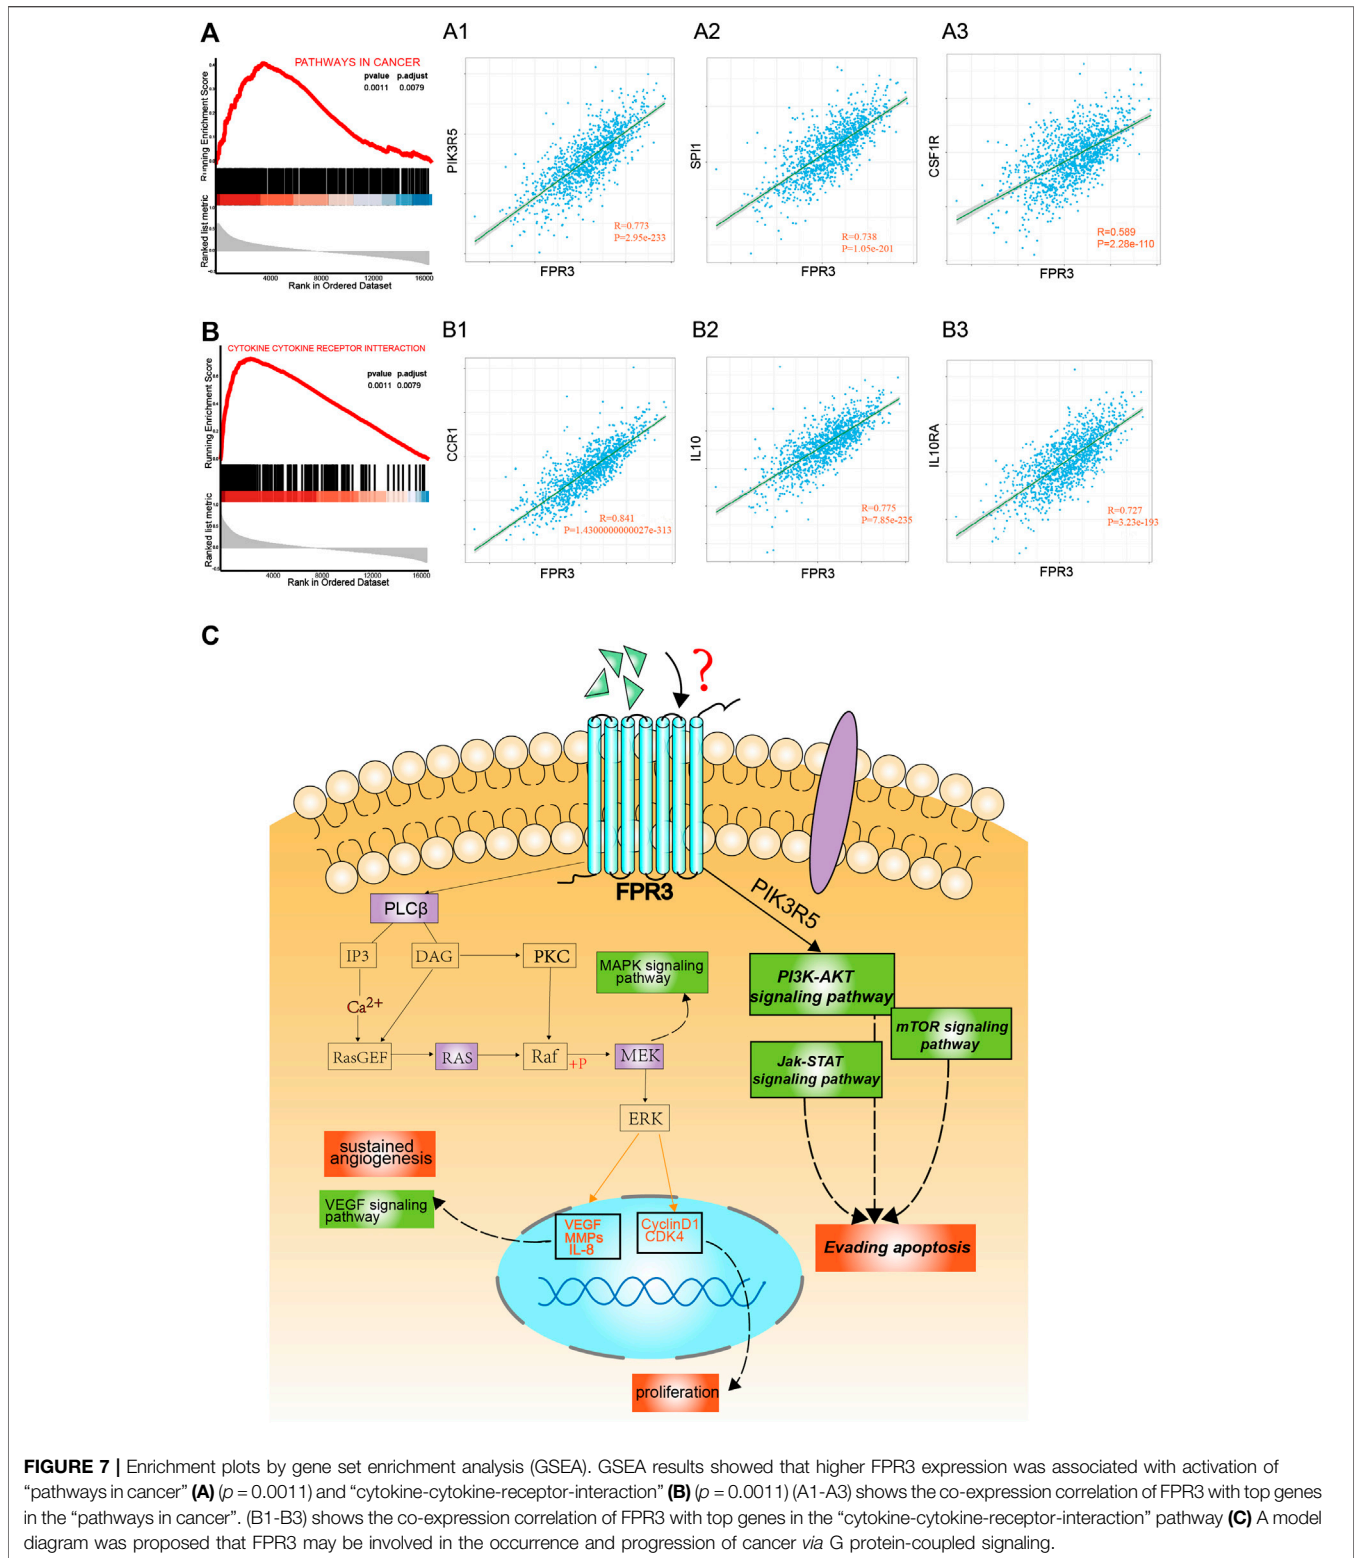 A
PATHWAYS IN CANCER
pvalue p.adjust
0.0011 0.0079
Running Enrichment Score
Ranked list metric
4000 8000 12000 16000
Rank in Ordered Dataset
A1
PIK3R5
R=0.773
P=2.95e-233
FPR3
A2
SPI1
R=0.738
P=1.05e-201
FPR3
A3
CSF1R
R=0.589
P=2.28e-110
FPR3
B
CYTOKINE CYTOKINE RECEPTOR INTTERACTION
pvalue p.adjust
0.0011 0.0079
Running Enrichment Score
Ranked list metric
4000 8000 12000 16000
Rank in Ordered Dataset
B1
CCR1
R=0.841
P=1.4300000000027e-313
FPR3
B2
IL10
R=0.775
P=7.85e-235
FPR3
B3
IL10RA
R=0.727
P=3.23e-193
FPR3
C
?
FPR3
PIK3R5
PLCβ
IP3
DAG
PKC
Ca2+
RasGEF
RAS
Raf
+P
MEK
ERK
MAPK signaling
pathway
PI3K-AKT
signaling pathway
mTOR signaling
pathway
Jak-STAT
signaling pathway
sustained
angiogenesis
VEGF signaling
pathway
VEGF
MMPs
IL-8
CyclinD1
CDK4
Evading apoptosis
proliferation
FIGURE 7 | Enrichment plots by gene set enrichment analysis (GSEA). GSEA results showed that higher FPR3 expression was associated with activation of
“pathways in cancer” (A) (p = 0.0011) and “cytokine-cytokine-receptor-interaction” (B) (p = 0.0011) (A1-A3) shows the co-expression correlation of FPR3 with top genes
in the “pathways in cancer”. (B1-B3) shows the co-expression correlation of FPR3 with top genes in the “cytokine-cytokine-receptor-interaction” pathway (C) A model
diagram was proposed that FPR3 may be involved in the occurrence and progression of cancer via G protein-coupled signaling.